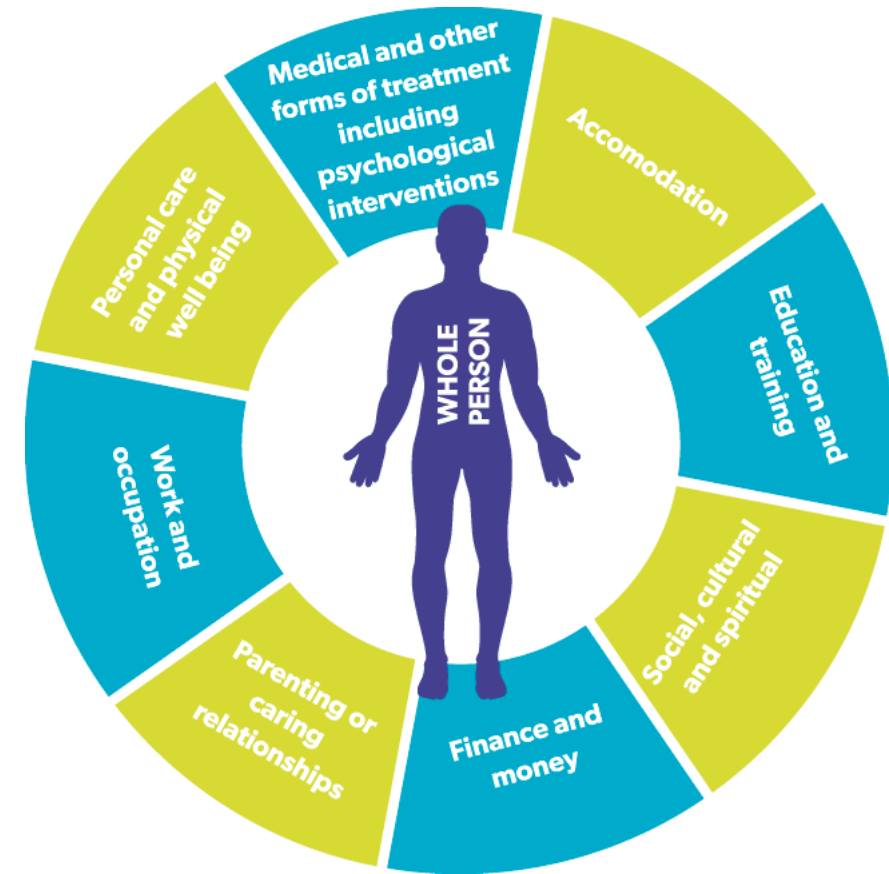 Medical and other
forms of treatment
including
psychological
interventions
Accomodation
Education and
training
Social, cultural
and spiritual
Finance and
money
Parenting or
caring
relationships
Work and
occupation
Personal care
and physical
well being
WHOLE
PERSON